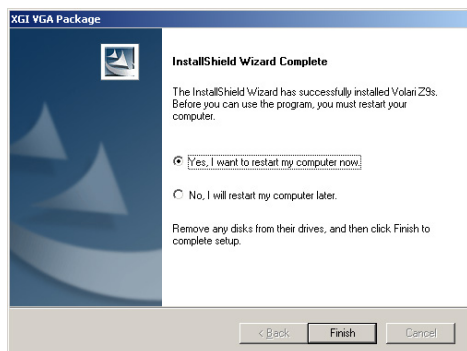 XGI VGA Package
InstallShield Wizard Complete
The InstallShield Wizard has successfully installed Volari Z9s.
Before you can use the program, you must restart your
computer.
Yes, I want to restart my computer now.
No, I will restart my computer later.
Remove any disks from their drives, and then click Finish to
complete setup.
< Back Finish Cancel